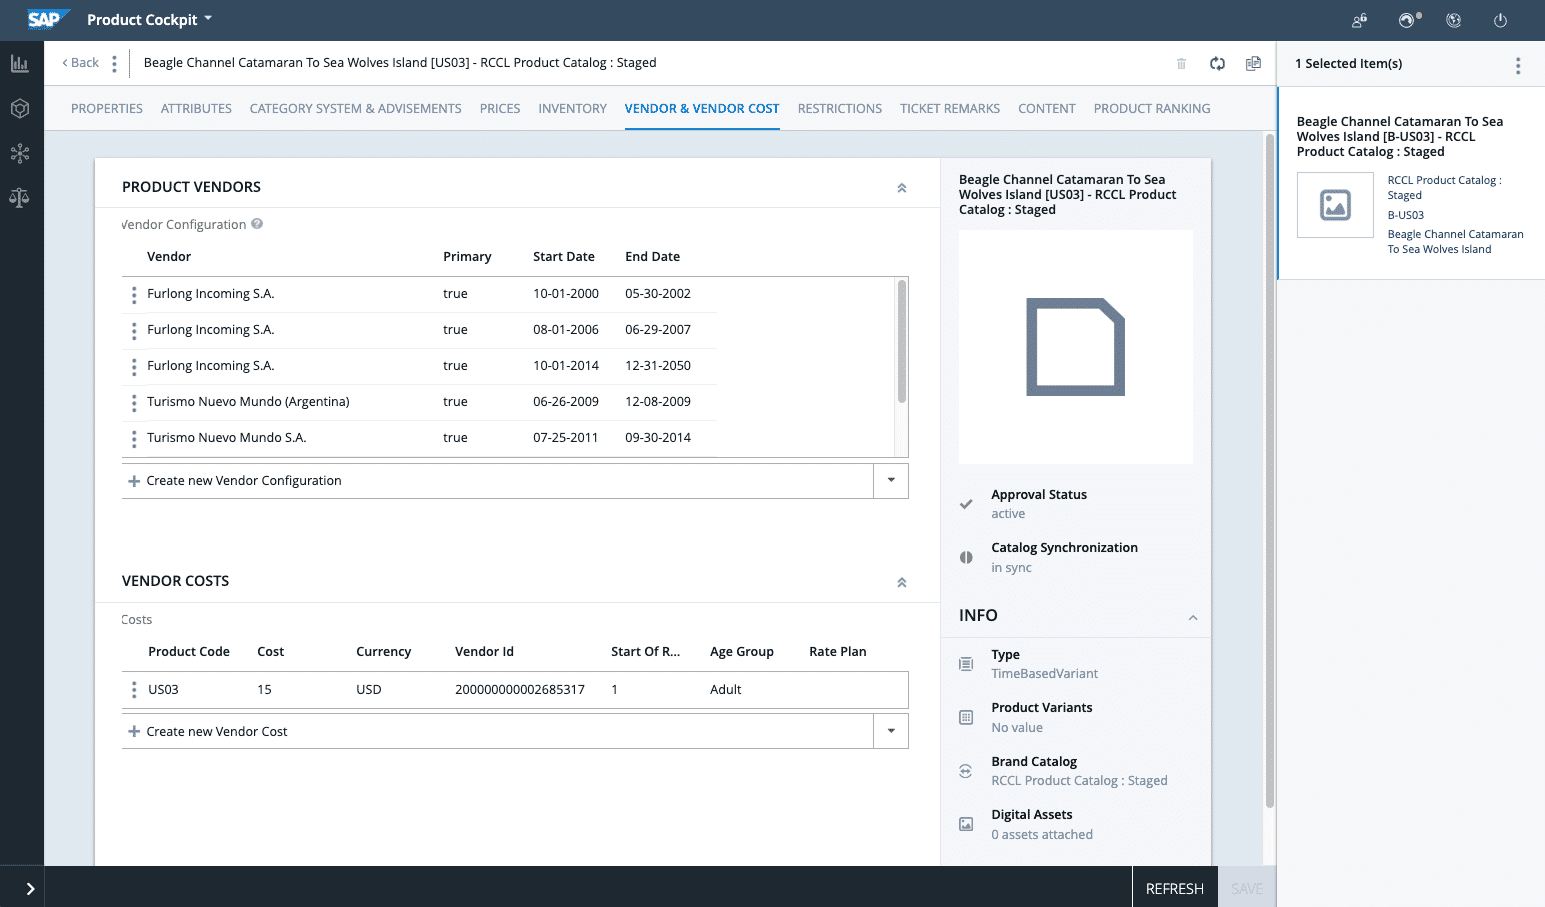 SAP Product Cockpit
Back
Beagle Channel Catamaran To Sea Wolves Island [US03] - RCCL Product Catalog : Staged
PROPERTIES ATTRIBUTES CATEGORY SYSTEM & ADVISEMENTS PRICES INVENTORY VENDOR & VENDOR COST RESTRICTIONS TICKET REMARKS CONTENT PRODUCT RANKING
PRODUCT VENDORS
Vendor Configuration
Vendor Primary Start Date End Date
Furlong Incoming S.A. true 10-01-2000 05-30-2002
Furlong Incoming S.A. true 08-01-2006 06-29-2007
Furlong Incoming S.A. true 10-01-2014 12-31-2050
Turismo Nuevo Mundo (Argentina) true 06-26-2009 12-08-2009
Turismo Nuevo Mundo S.A. true 07-25-2011 09-30-2014
Create new Vendor Configuration
VENDOR COSTS
Costs
Product Code Cost Currency Vendor Id Start Of R... Age Group Rate Plan
US03 15 USD 200000000002685317 1 Adult
Create new Vendor Cost
Beagle Channel Catamaran To Sea
Wolves Island [US03] - RCCL Product
Catalog : Staged
Approval Status
active
Catalog Synchronization
in sync
INFO
Type
TimeBasedVariant
Product Variants
No value
Brand Catalog
RCCL Product Catalog : Staged
Digital Assets
0 assets attached
1 Selected Item(s)
Beagle Channel Catamaran To Sea
Wolves Island [B-US03] - RCCL
Product Catalog : Staged
RCCL Product Catalog :
Staged
B-US03
Beagle Channel Catamaran
To Sea Wolves Island
REFRESH SAVE